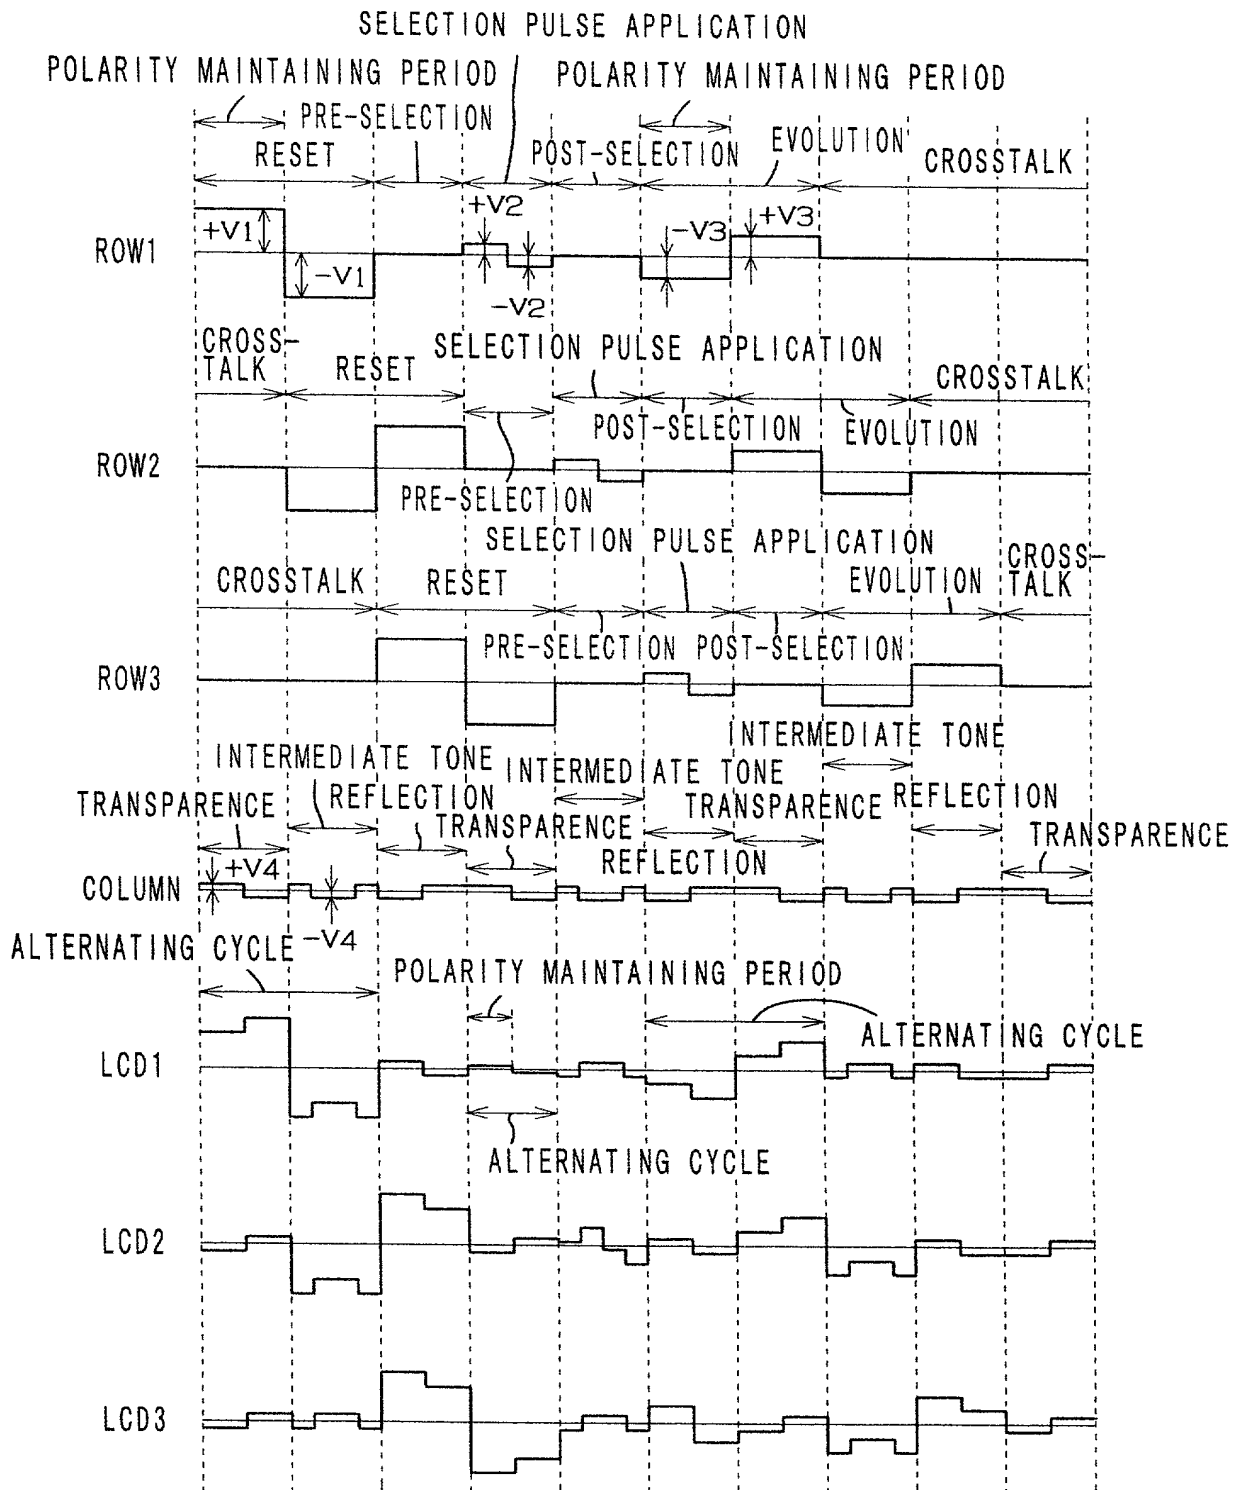 SELECTION PULSE APPLICATION
POLARITY MAINTAINING PERIOD
POLARITY MAINTAINING PERIOD
PRE-SELECTION
RESET
POST-SELECTION
EVOLUTION
CROSSTALK
ROW1
+V1
-V1
+V2
-V2
-V3
+V3
CROSS-
TALK
RESET
SELECTION PULSE APPLICATION
CROSSTALK
POST-SELECTION
EVOLUTION
ROW2
PRE-SELECTION
SELECTION PULSE APPLICATION
CROSSTALK
RESET
EVOLUTION
CROSS-
TALK
PRE-SELECTION
POST-SELECTION
ROW3
INTERMEDIATE TONE
INTERMEDIATE TONE
INTERMEDIATE TONE
TRANSPARENCE
REFLECTION
TRANSPARENCE
TRANSPARENCE
REFLECTION
TRANSPARENCE
REFLECTION
COLUMN
+V4
-V4
ALTERNATING CYCLE
POLARITY MAINTAINING PERIOD
ALTERNATING CYCLE
LCD1
ALTERNATING CYCLE
LCD2
LCD3